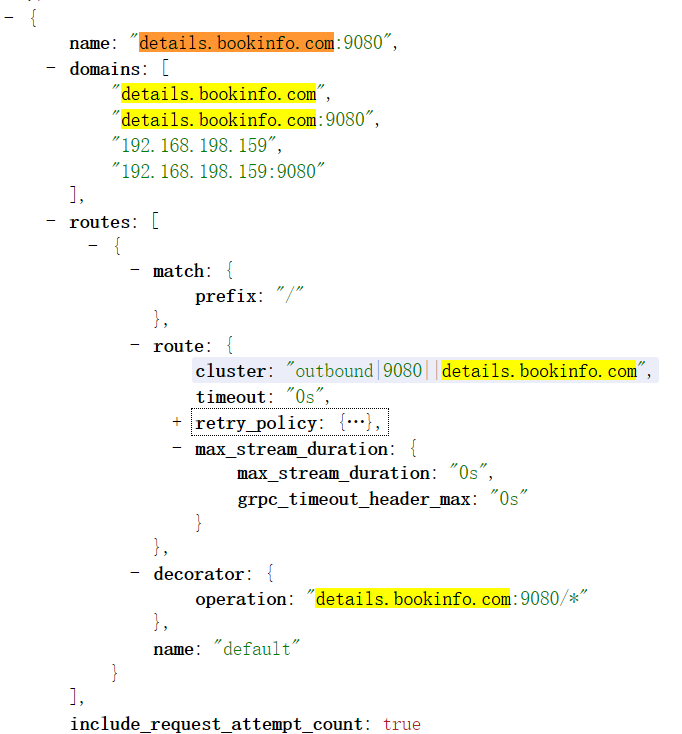 - {
name: "details.bookinfo.com:9080",
- domains: [
"details.bookinfo.com",
"details.bookinfo.com:9080",
"192.168.198.159",
"192.168.198.159:9080"
],
- routes: [
- {
- match: {
prefix: "/"
},
- route: {
cluster: "outbound|9080||details.bookinfo.com",
timeout: "0s",
+ retry_policy: {…},
- max_stream_duration: {
max_stream_duration: "0s",
grpc_timeout_header_max: "0s"
}
},
- decorator: {
operation: "details.bookinfo.com:9080/*"
},
name: "default"
}
],
include_request_attempt_count: true